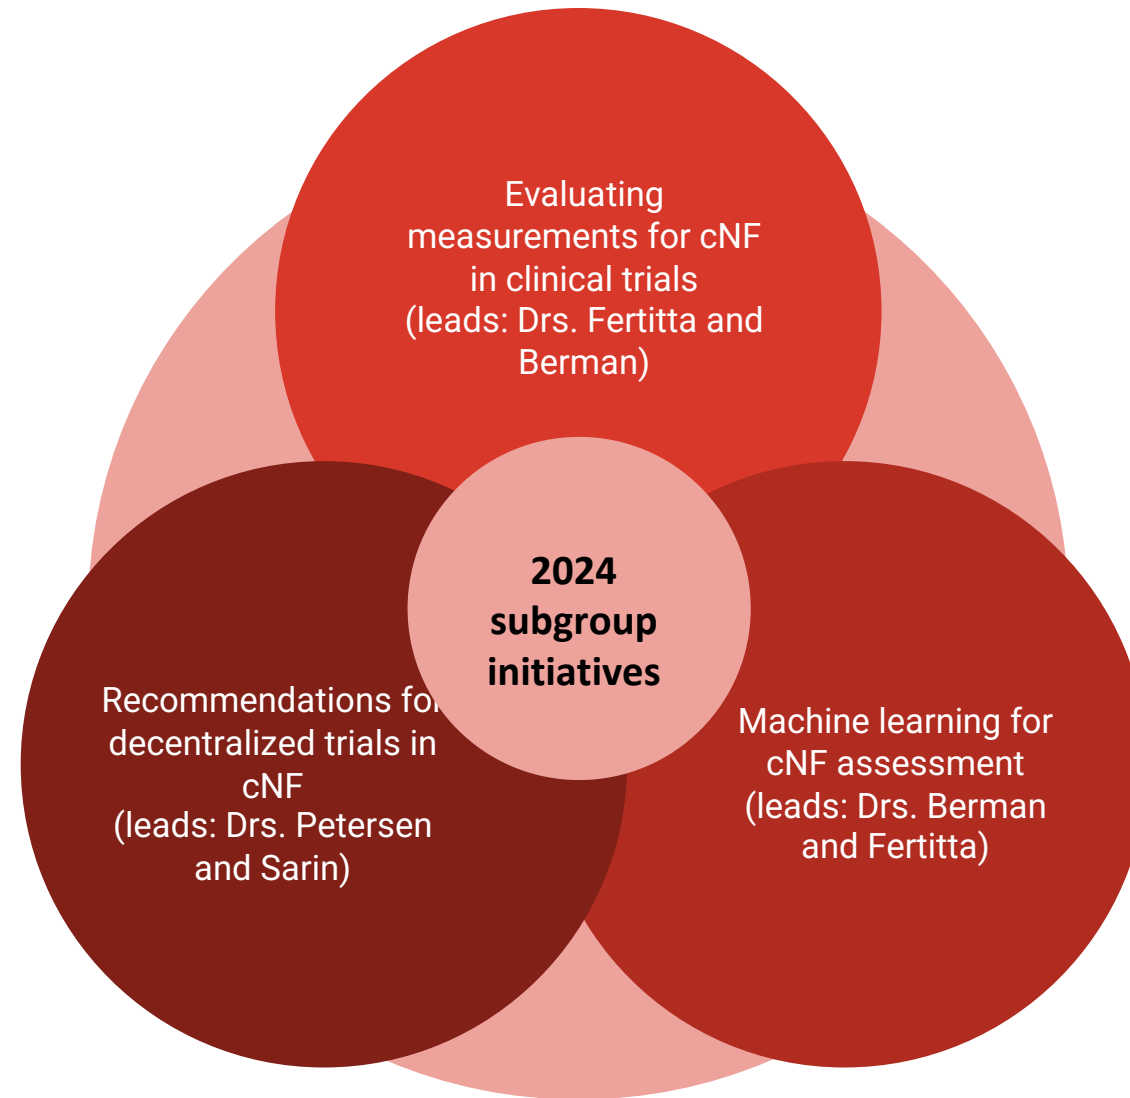 Evaluating
measurements for cNF
in clinical trials
(leads: Drs. Fertitta and
Berman)
2024
subgroup
initiatives
Recommendations for
decentralized trials in
cNF
(leads: Drs. Petersen
and Sarin)
Machine learning for
cNF assessment
(leads: Drs. Berman
and Fertitta)